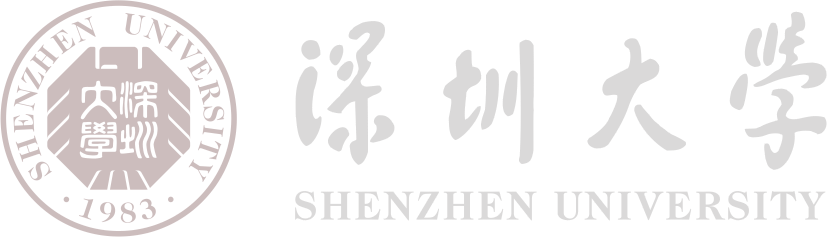 SHENZHEN UNIVERSITY
深圳
大學
· 1983 ·
深圳大学
SHENZHEN UNIVERSITY